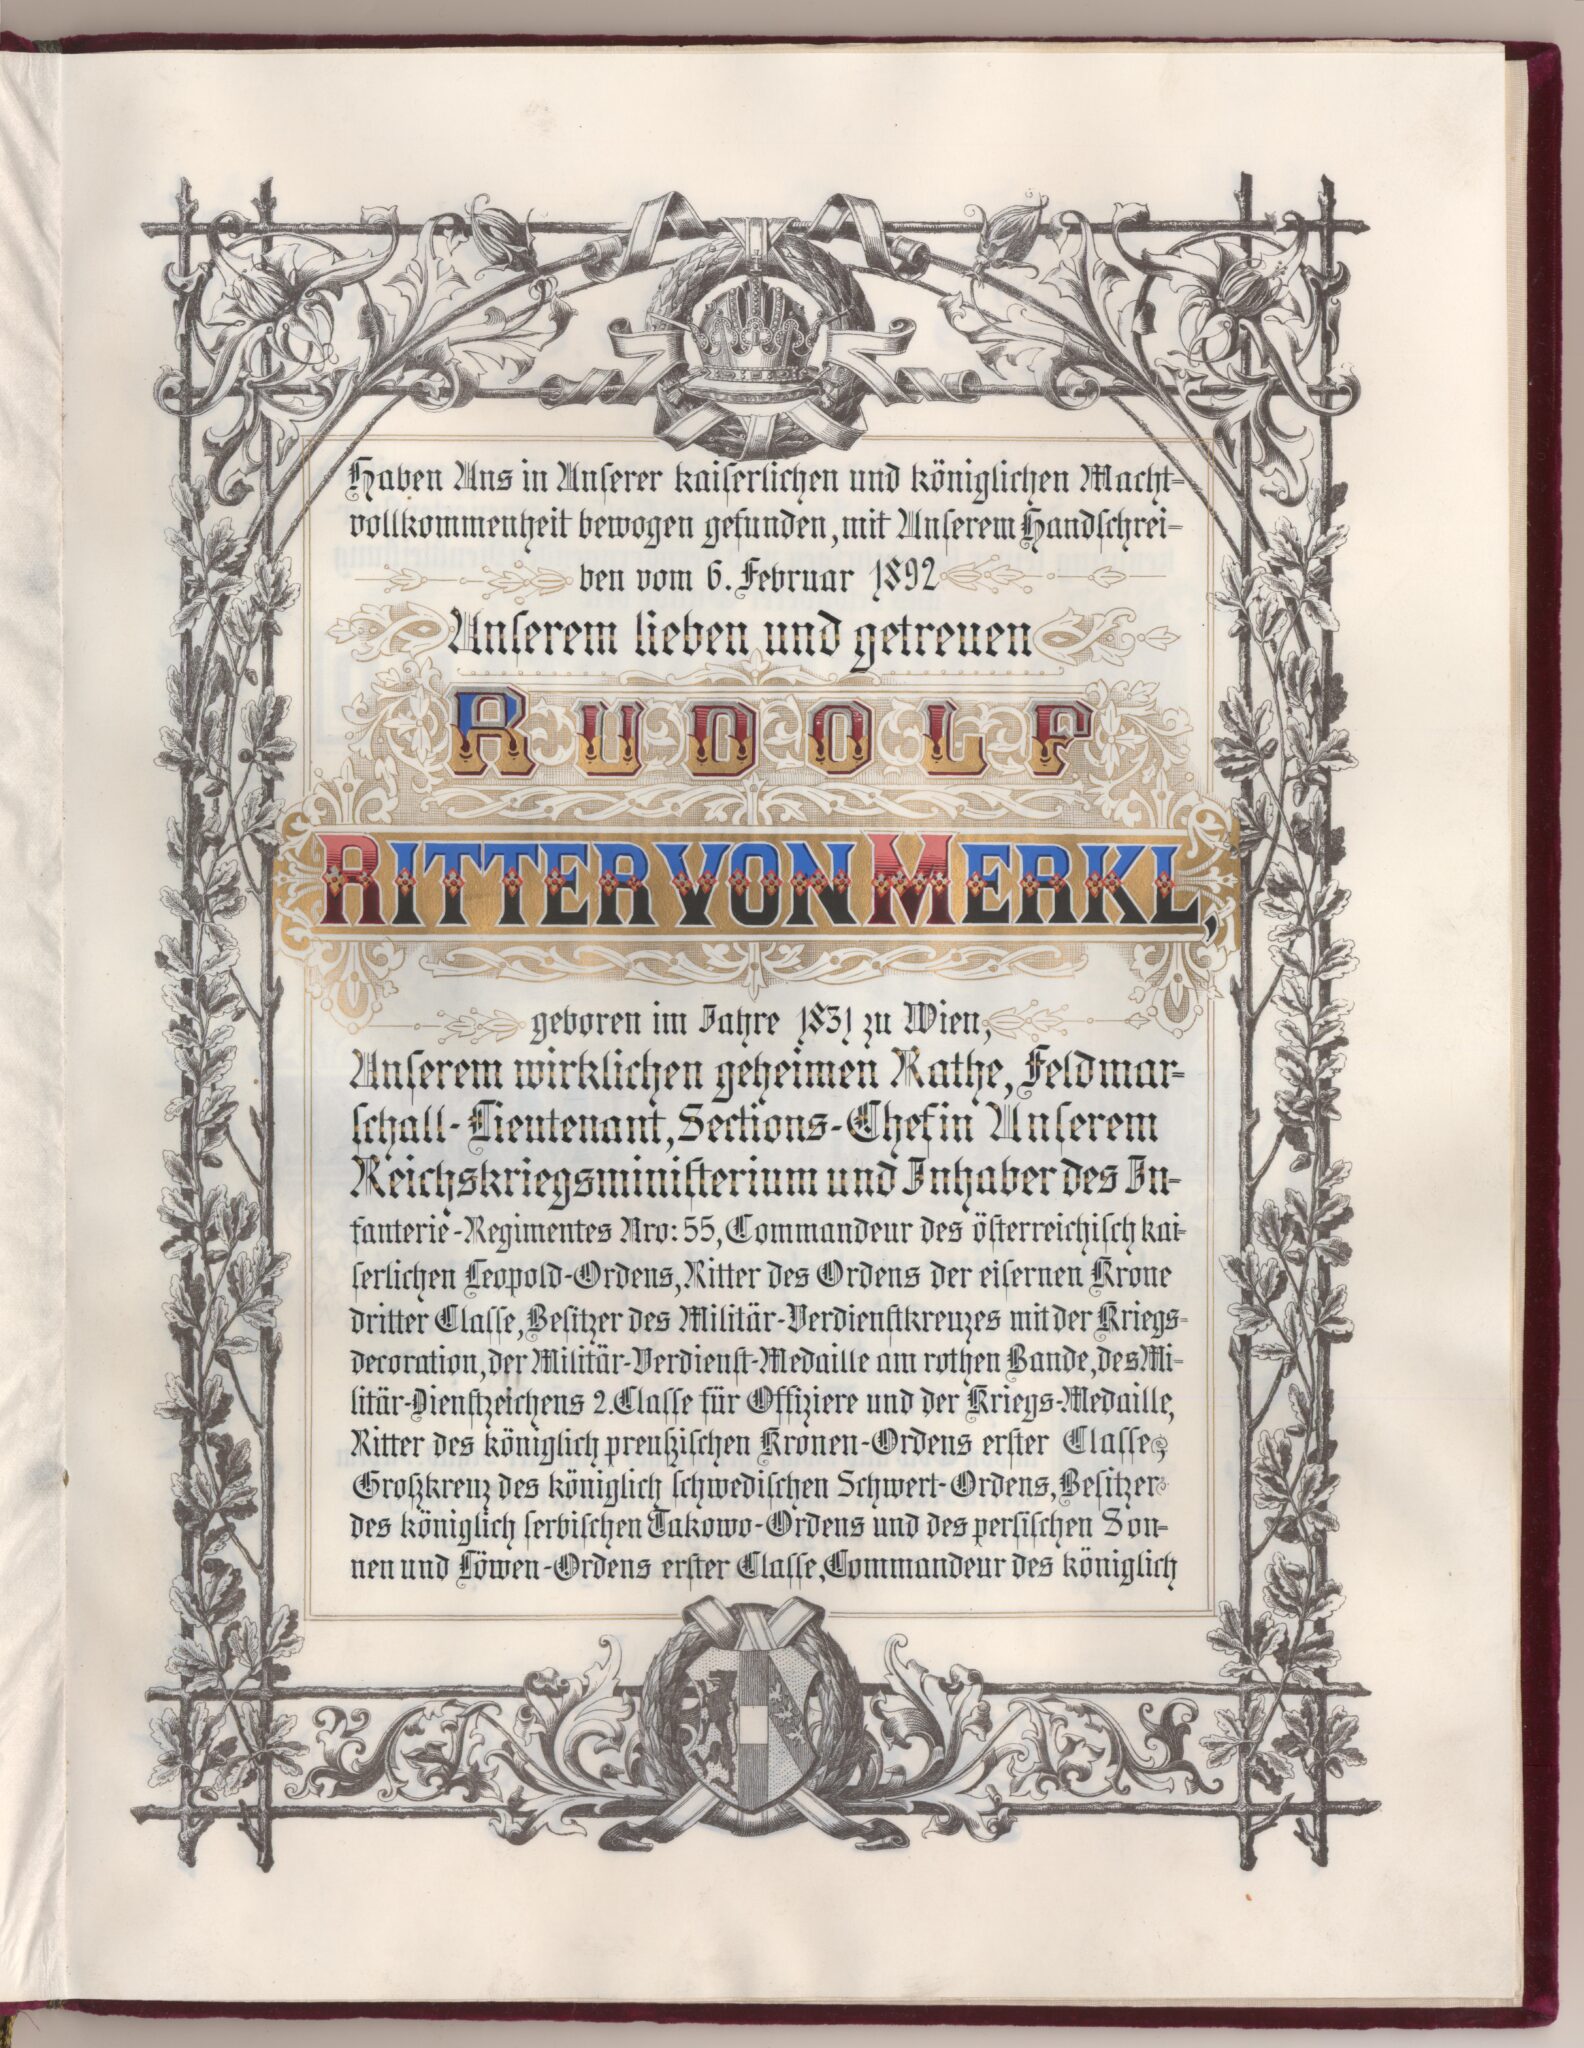 Haben Uns in Unserer kaiserlichen und königlichen Macht-
vollkommenheit bewogen gefunden, mit Unserem Handschrei-
ben vom 6. Februar 1892
Unserem lieben und getreuen
RUDOLF
RITTER VON MERKL,
geboren im Jahre 1831 zu Wien,
Unserem wirklichen geheimen Rathe, Feldmar-
schall-Lieutenant, Sections-Chef in Unserem
Reichskriegsministerium und Inhaber des In-
fanterie-Regimentes Nro: 55, Commandeur des österreichisch kai-
serlichen Leopold-Ordens, Ritter des Ordens der eisernen Krone
dritter Classe, Besitzer des Militär-Verdienstkreuzes mit der Kriegs-
decoration, der Militär-Verdienst-Medaille am rothen Bande, des Mi-
litär-Dienstzeichens 2. Classe für Offiziere und der Kriegs-Medaille,
Ritter des königlich preußischen Kronen-Ordens erster Classe,
Großkreuz des königlich schwedischen Schwert-Ordens, Besitzer
des königlich serbischen Takowo-Ordens und des persischen Son-
nen und Löwen-Ordens erster Classe, Commandeur des königlich